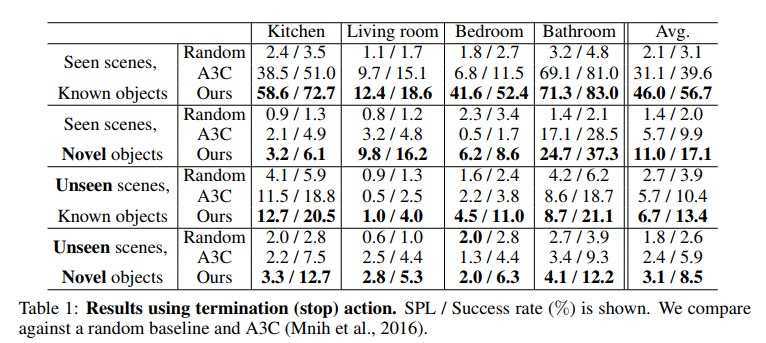 Kitchen Living room Bedroom Bathroom Avg.
Seen scenes, Random 2.4 / 3.5 1.1 / 1.7 1.8 / 2.7 3.2 / 4.8 2.1 / 3.1
A3C 38.5 / 51.0 9.7 / 15.1 6.8 / 11.5 69.1 / 81.0 31.1 / 39.6
Known objects Ours 58.6 / 72.7 12.4 / 18.6 41.6 / 52.4 71.3 / 83.0 46.0 / 56.7
Seen scenes, Random 0.9 / 1.3 0.8 / 1.2 2.3 / 3.4 1.4 / 2.1 1.4 / 2.0
A3C 2.1 / 4.9 3.2 / 4.8 0.5 / 1.7 17.1 / 28.5 5.7 / 9.9
Novel objects Ours 3.2 / 6.1 9.8 / 16.2 6.2 / 8.6 24.7 / 37.3 11.0 / 17.1
Unseen scenes, Random 4.1 / 5.9 0.9 / 1.3 1.6 / 2.4 4.2 / 6.2 2.7 / 3.9
A3C 11.5 / 18.8 0.5 / 2.5 2.2 / 3.8 8.6 / 18.7 5.7 / 10.4
Known objects Ours 12.7 / 20.5 1.0 / 4.0 4.5 / 11.0 8.7 / 21.1 6.7 / 13.4
Unseen scenes, Random 2.0 / 2.8 0.6 / 1.0 2.0 / 2.8 2.7 / 3.9 1.8 / 2.6
A3C 2.2 / 7.5 2.5 / 4.4 1.3 / 4.4 3.4 / 9.3 2.4 / 5.9
Novel objects Ours 3.3 / 12.7 2.8 / 5.3 2.0 / 6.3 4.1 / 12.2 3.1 / 8.5
Table 1: Results using termination (stop) action. SPL / Success rate (%) is shown. We compare
against a random baseline and A3C (Mnih et al., 2016).